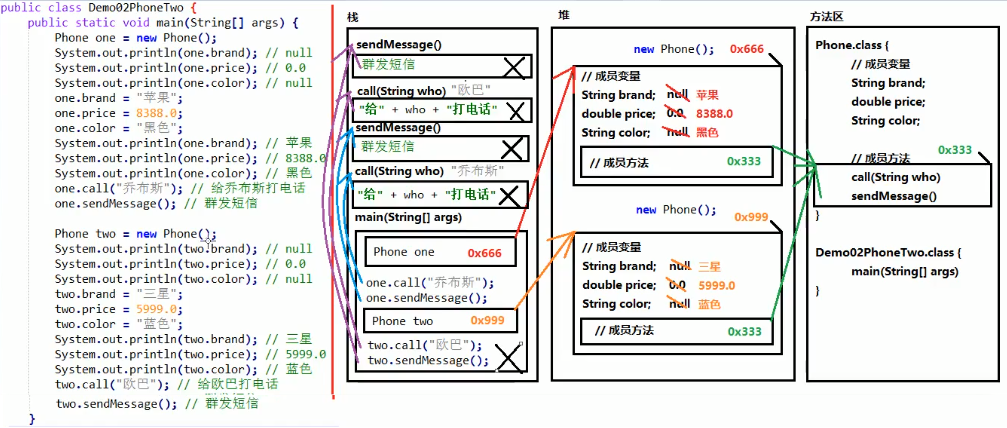 public class Demo02PhoneTwo {
public static void main(String[] args) {
Phone one = new Phone();
System.out.println(one.brand); // null
System.out.println(one.price); // 0.0
System.out.println(one.color); // null
one.brand = "苹果";
one.price = 8388.0;
one.color = "黑色";
System.out.println(one.brand); // 苹果
System.out.println(one.price); // 8388.0
System.out.println(one.color); // 黑色
one.call("乔布斯"); // 给乔布斯打电话
one.sendMessage(); // 群发短信
Phone two = new Phone();
System.out.println(two.brand); // null
System.out.println(two.price); // 0.0
System.out.println(two.color); // null
two.brand = "三星";
two.price = 5999.0;
two.color = "蓝色";
System.out.println(two.brand); // 三星
System.out.println(two.price); // 5999.0
System.out.println(two.color); // 蓝色
two.call("欧巴"); // 给欧巴打电话
two.sendMessage(); // 群发短信
}
栈
sendMessage()
群发短信
call(String who) "欧巴"
"给" + who + "打电话"
sendMessage()
群发短信
call(String who) "乔布斯"
"给" + who + "打电话"
main(String[] args)
Phone one 0x666
one.call("乔布斯");
one.sendMessage();
Phone two 0x999
two.call("欧巴");
two.sendMessage();
堆
new Phone(); 0x666
// 成员变量
String brand; null 苹果
double price; 0.0 8388.0
String color; null 黑色
// 成员方法 0x333
new Phone(); 0x999
// 成员变量
String brand; null 三星
double price; 0.0 5999.0
String color; null 蓝色
// 成员方法 0x333
方法区
Phone.class {
// 成员变量
String brand;
double price;
String color;
// 成员方法 0x333
call(String who)
sendMessage()
}
Demo02PhoneTwo.class {
main(String[] args)
}